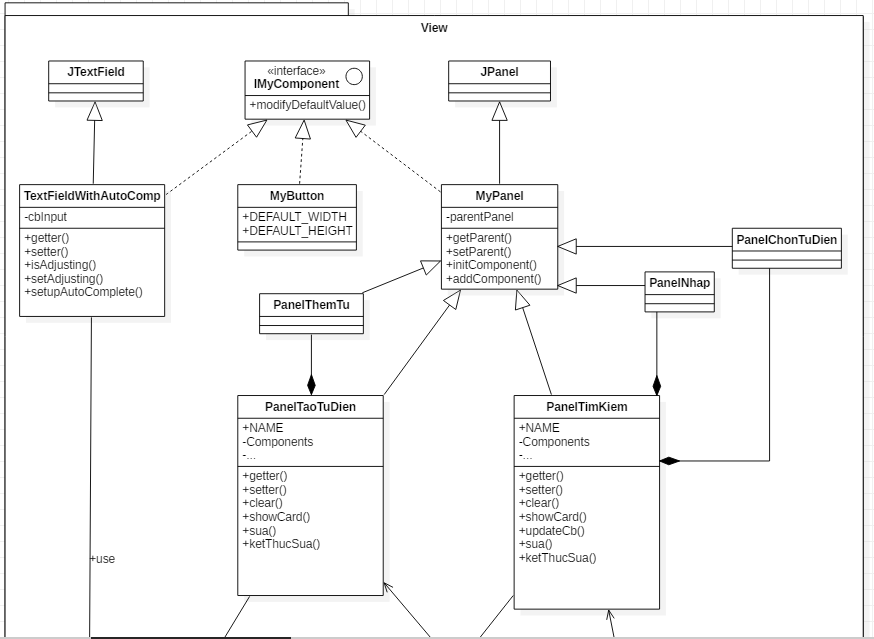 View
JTextField
«interface»
IMyComponent
+modifyDefaultValue()
JPanel
TextFieldWithAutoComp
-cbInput
+getter()
+setter()
+isAdjusting()
+setAdjusting()
+setupAutoComplete()
MyButton
+DEFAULT_WIDTH
+DEFAULT_HEIGHT
MyPanel
-parentPanel
+getParent()
+setParent()
+initComponent()
+addComponent()
PanelChonTuDien
PanelNhap
PanelThemTu
PanelTaoTuDien
+NAME
-Components
-...
+getter()
+setter()
+clear()
+showCard()
+sua()
+ketThucSua()
PanelTimKiem
+NAME
-Components
-...
+getter()
+setter()
+clear()
+showCard()
+updateCb()
+sua()
+ketThucSua()
+use